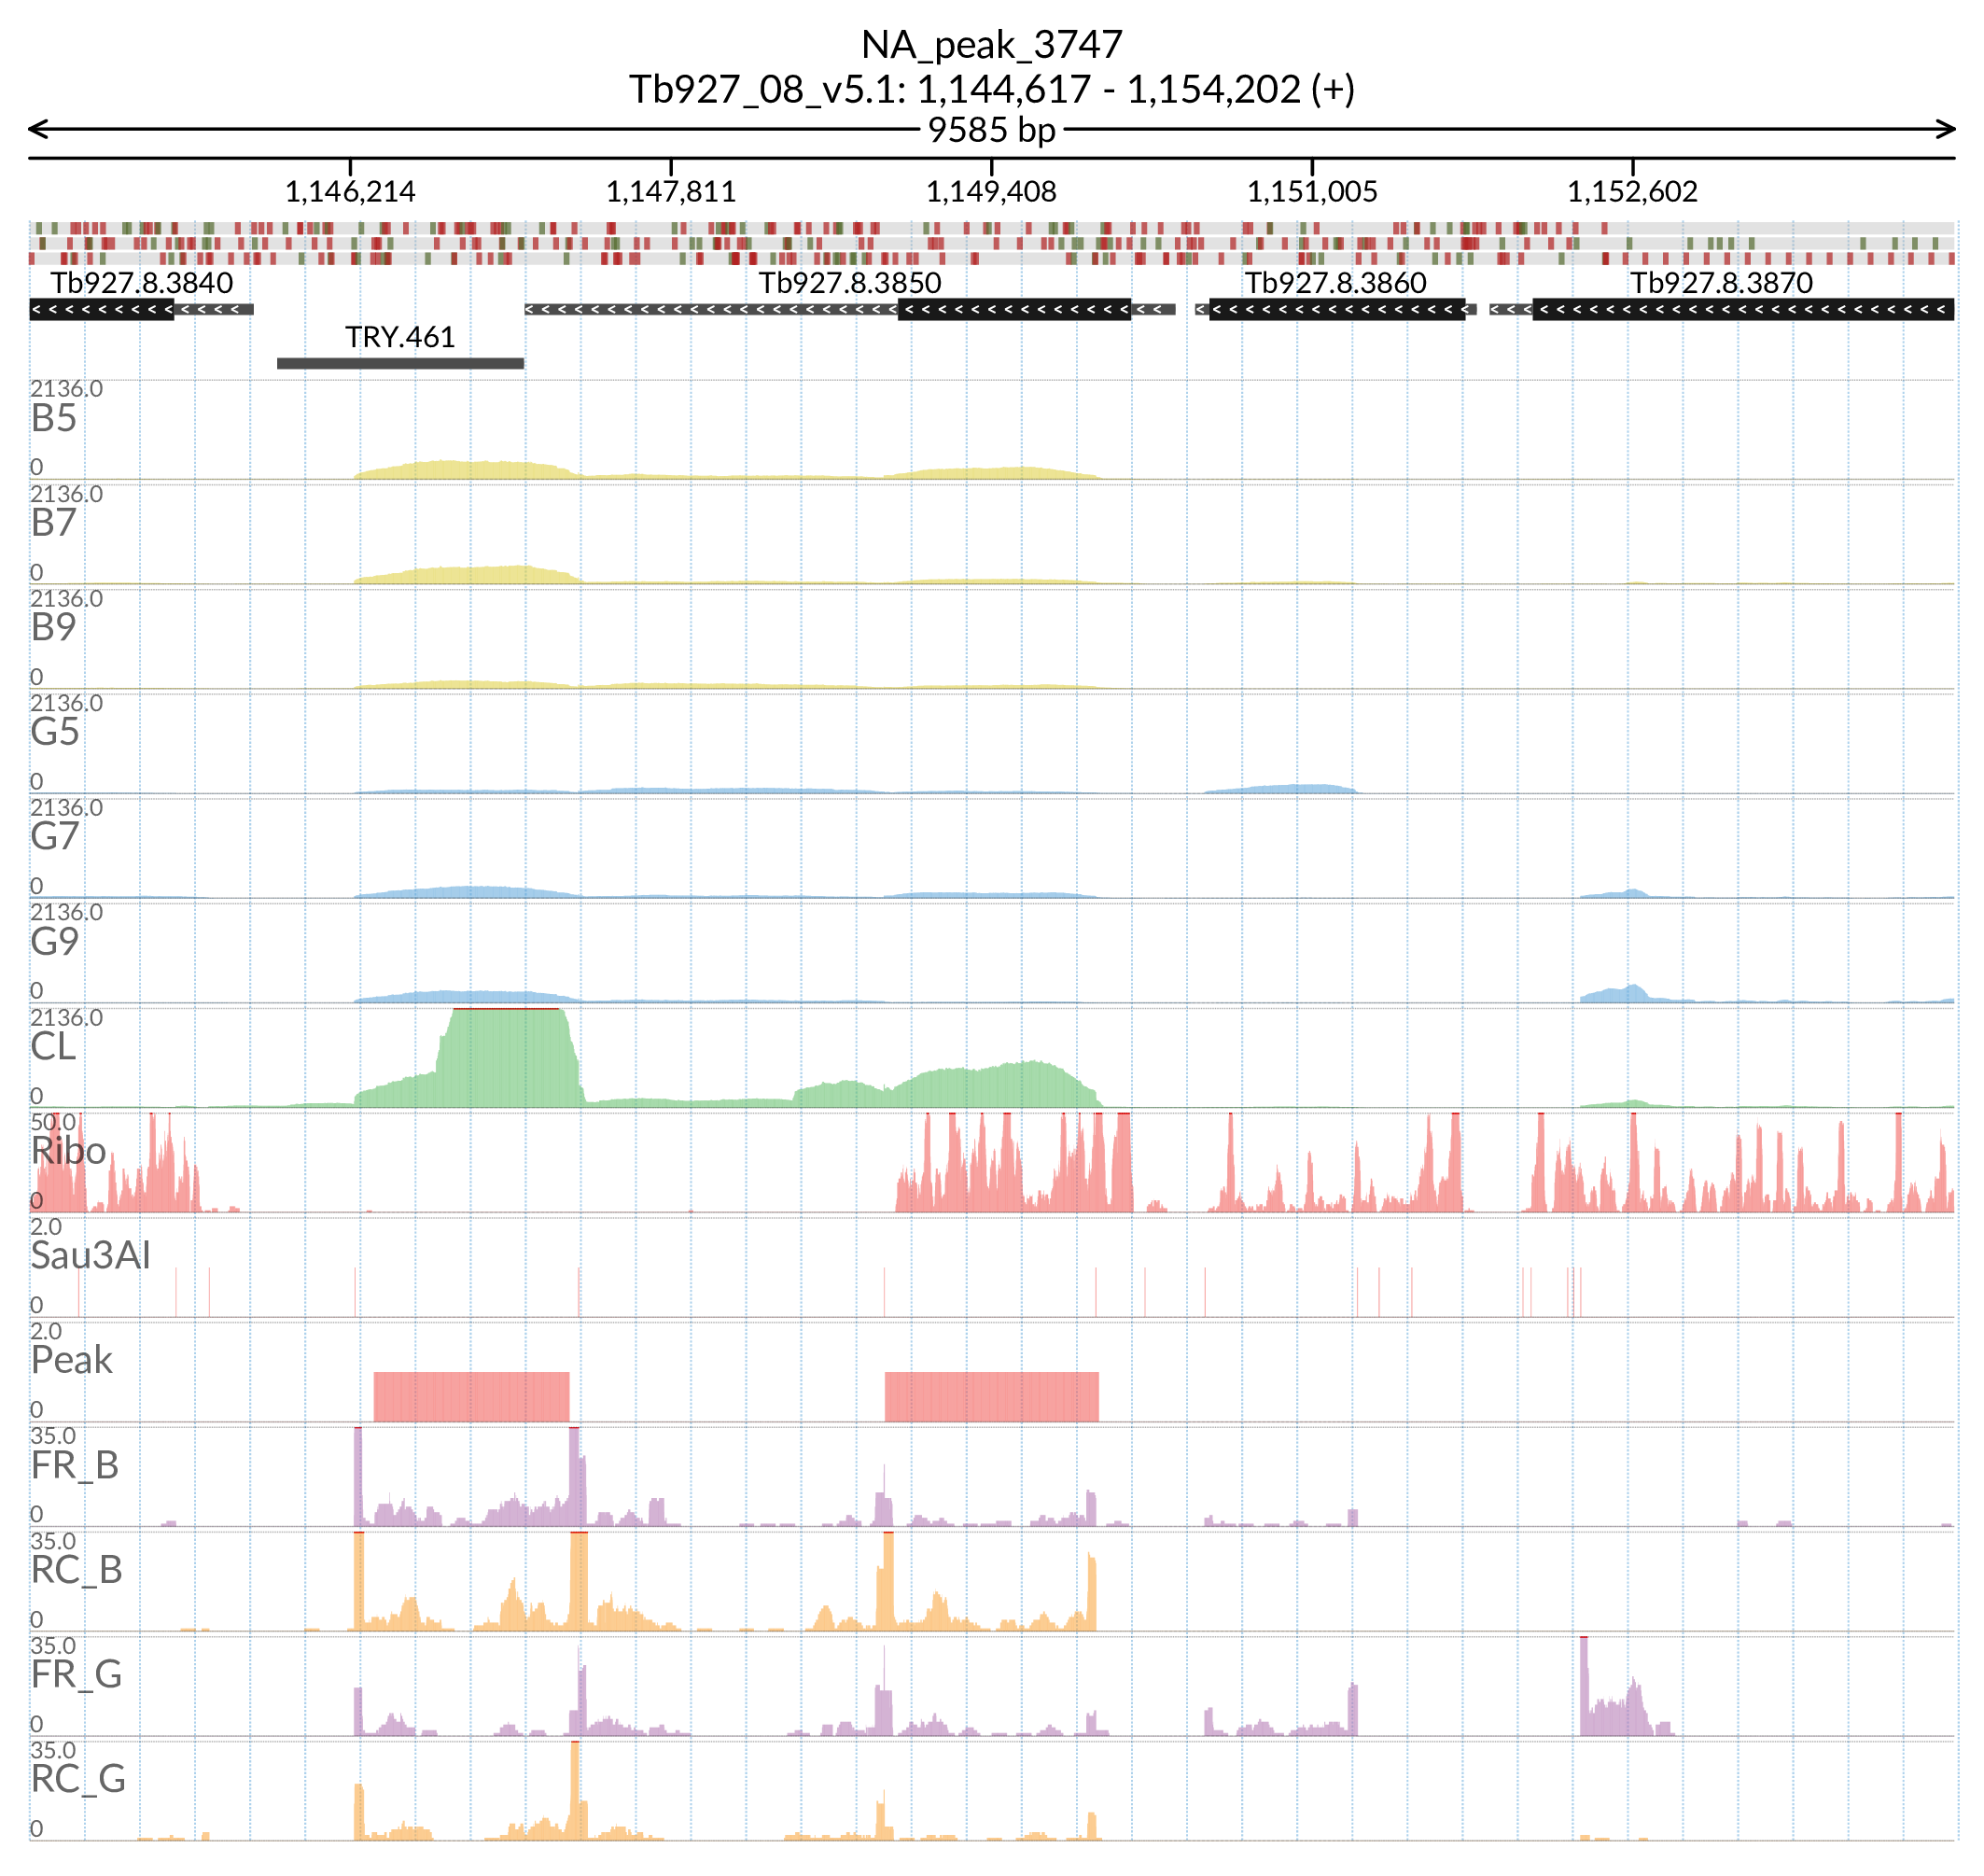 NA_peak_3747
Tb927_08_v5.1: 1,144,617 - 1,154,202 (+)
9585 bp
1,146,214 1,147,811 1,149,408 1,151,005 1,152,602
Tb927.8.3840 Tb927.8.3850 Tb927.8.3860 Tb927.8.3870
TRY.461
2136.0
B5
0
2136.0
B7
0
2136.0
B9
0
2136.0
G5
0
2136.0
G7
0
2136.0
G9
0
2136.0
CL
0
50.0
Ribo
0
2.0
Sau3AI
0
2.0
Peak
0
35.0
FR_B
0
35.0
RC_B
0
35.0
FR_G
0
35.0
RC_G
0